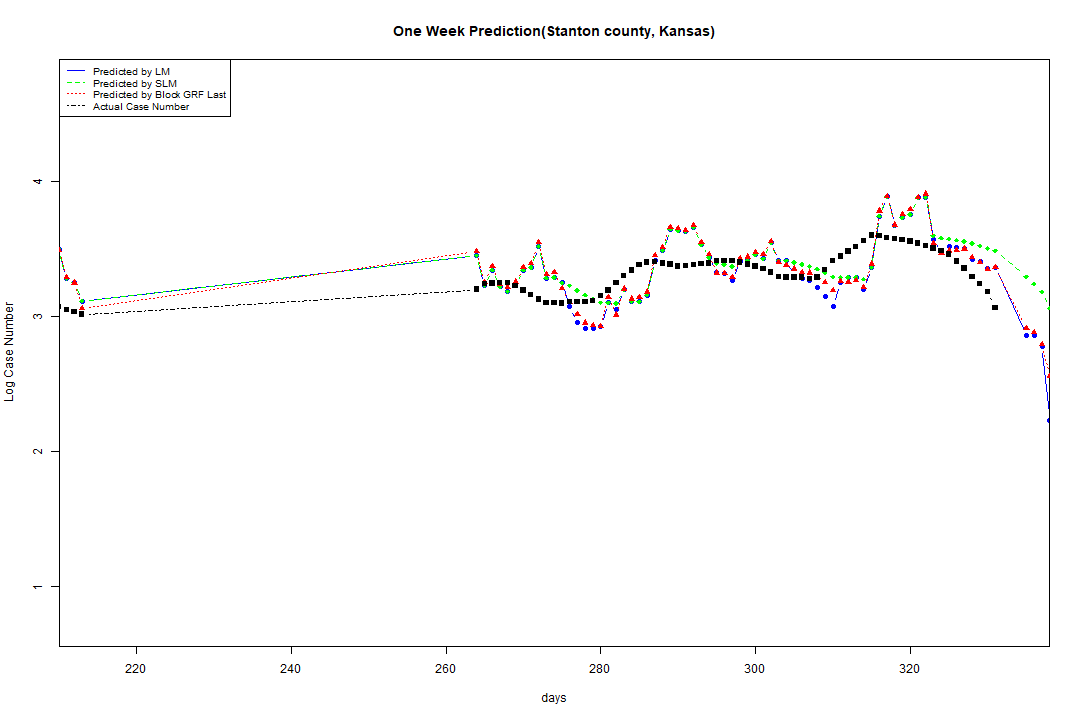 One Week Prediction(Stanton county, Kansas)
Predicted by LM
Predicted by SLM
Predicted by Block GRF Last
Actual Case Number
4
3
2
1
Log Case Number
220 240 260 280 300 320
days